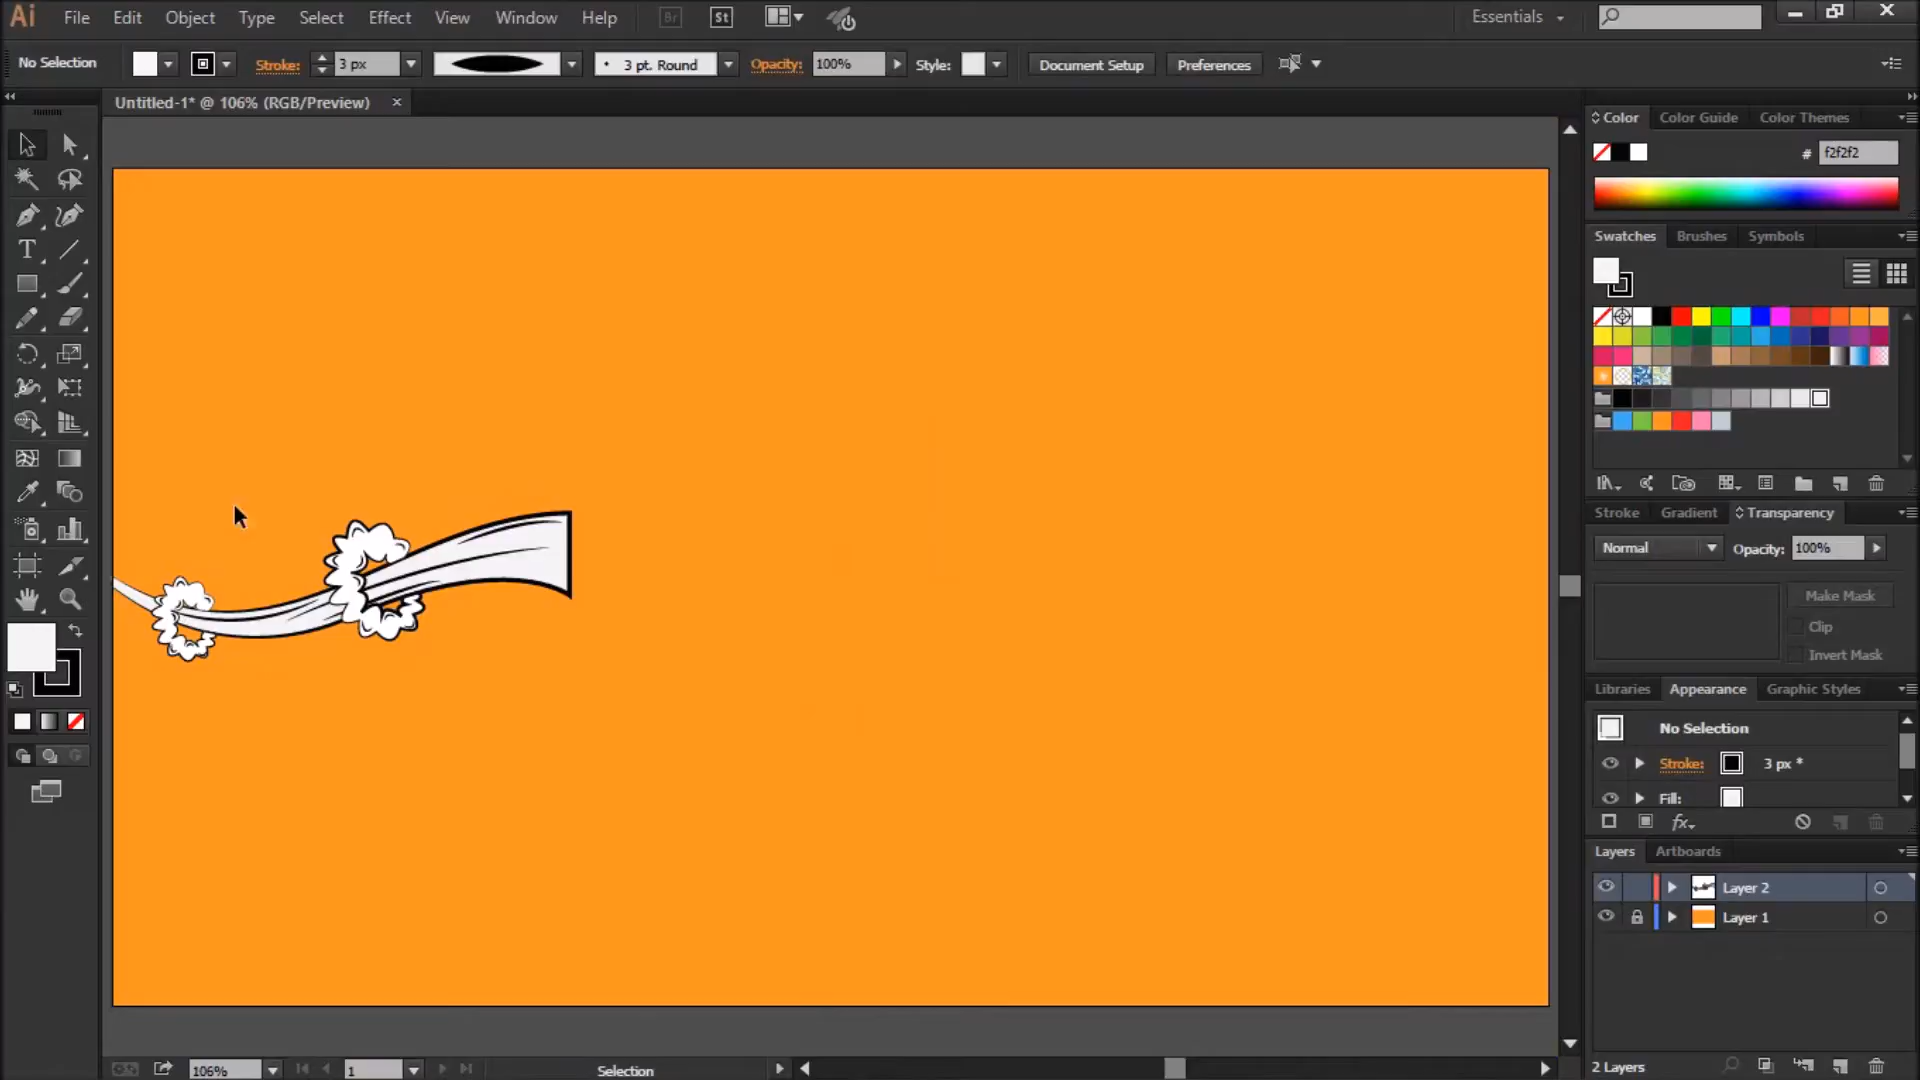 Ai File Edit Object Type Select Effect View Window Help Br St Essentials
No Selection Stroke: 3 px 3 pt. Round Opacity: 100% Style: Document Setup Preferences
Untitled-1* @ 106% (RGB/Preview)
Color Color Guide Color Themes
# f2f2f2
Swatches Brushes Symbols
Stroke Gradient Transparency
Normal Opacity: 100%
Make Mask
Clip
Invert Mask
Libraries Appearance Graphic Styles
No Selection
Stroke: 3 px *
Fill:
fx
Layers Artboards
Layer 2
Layer 1
2 Layers
106% 1 Selection